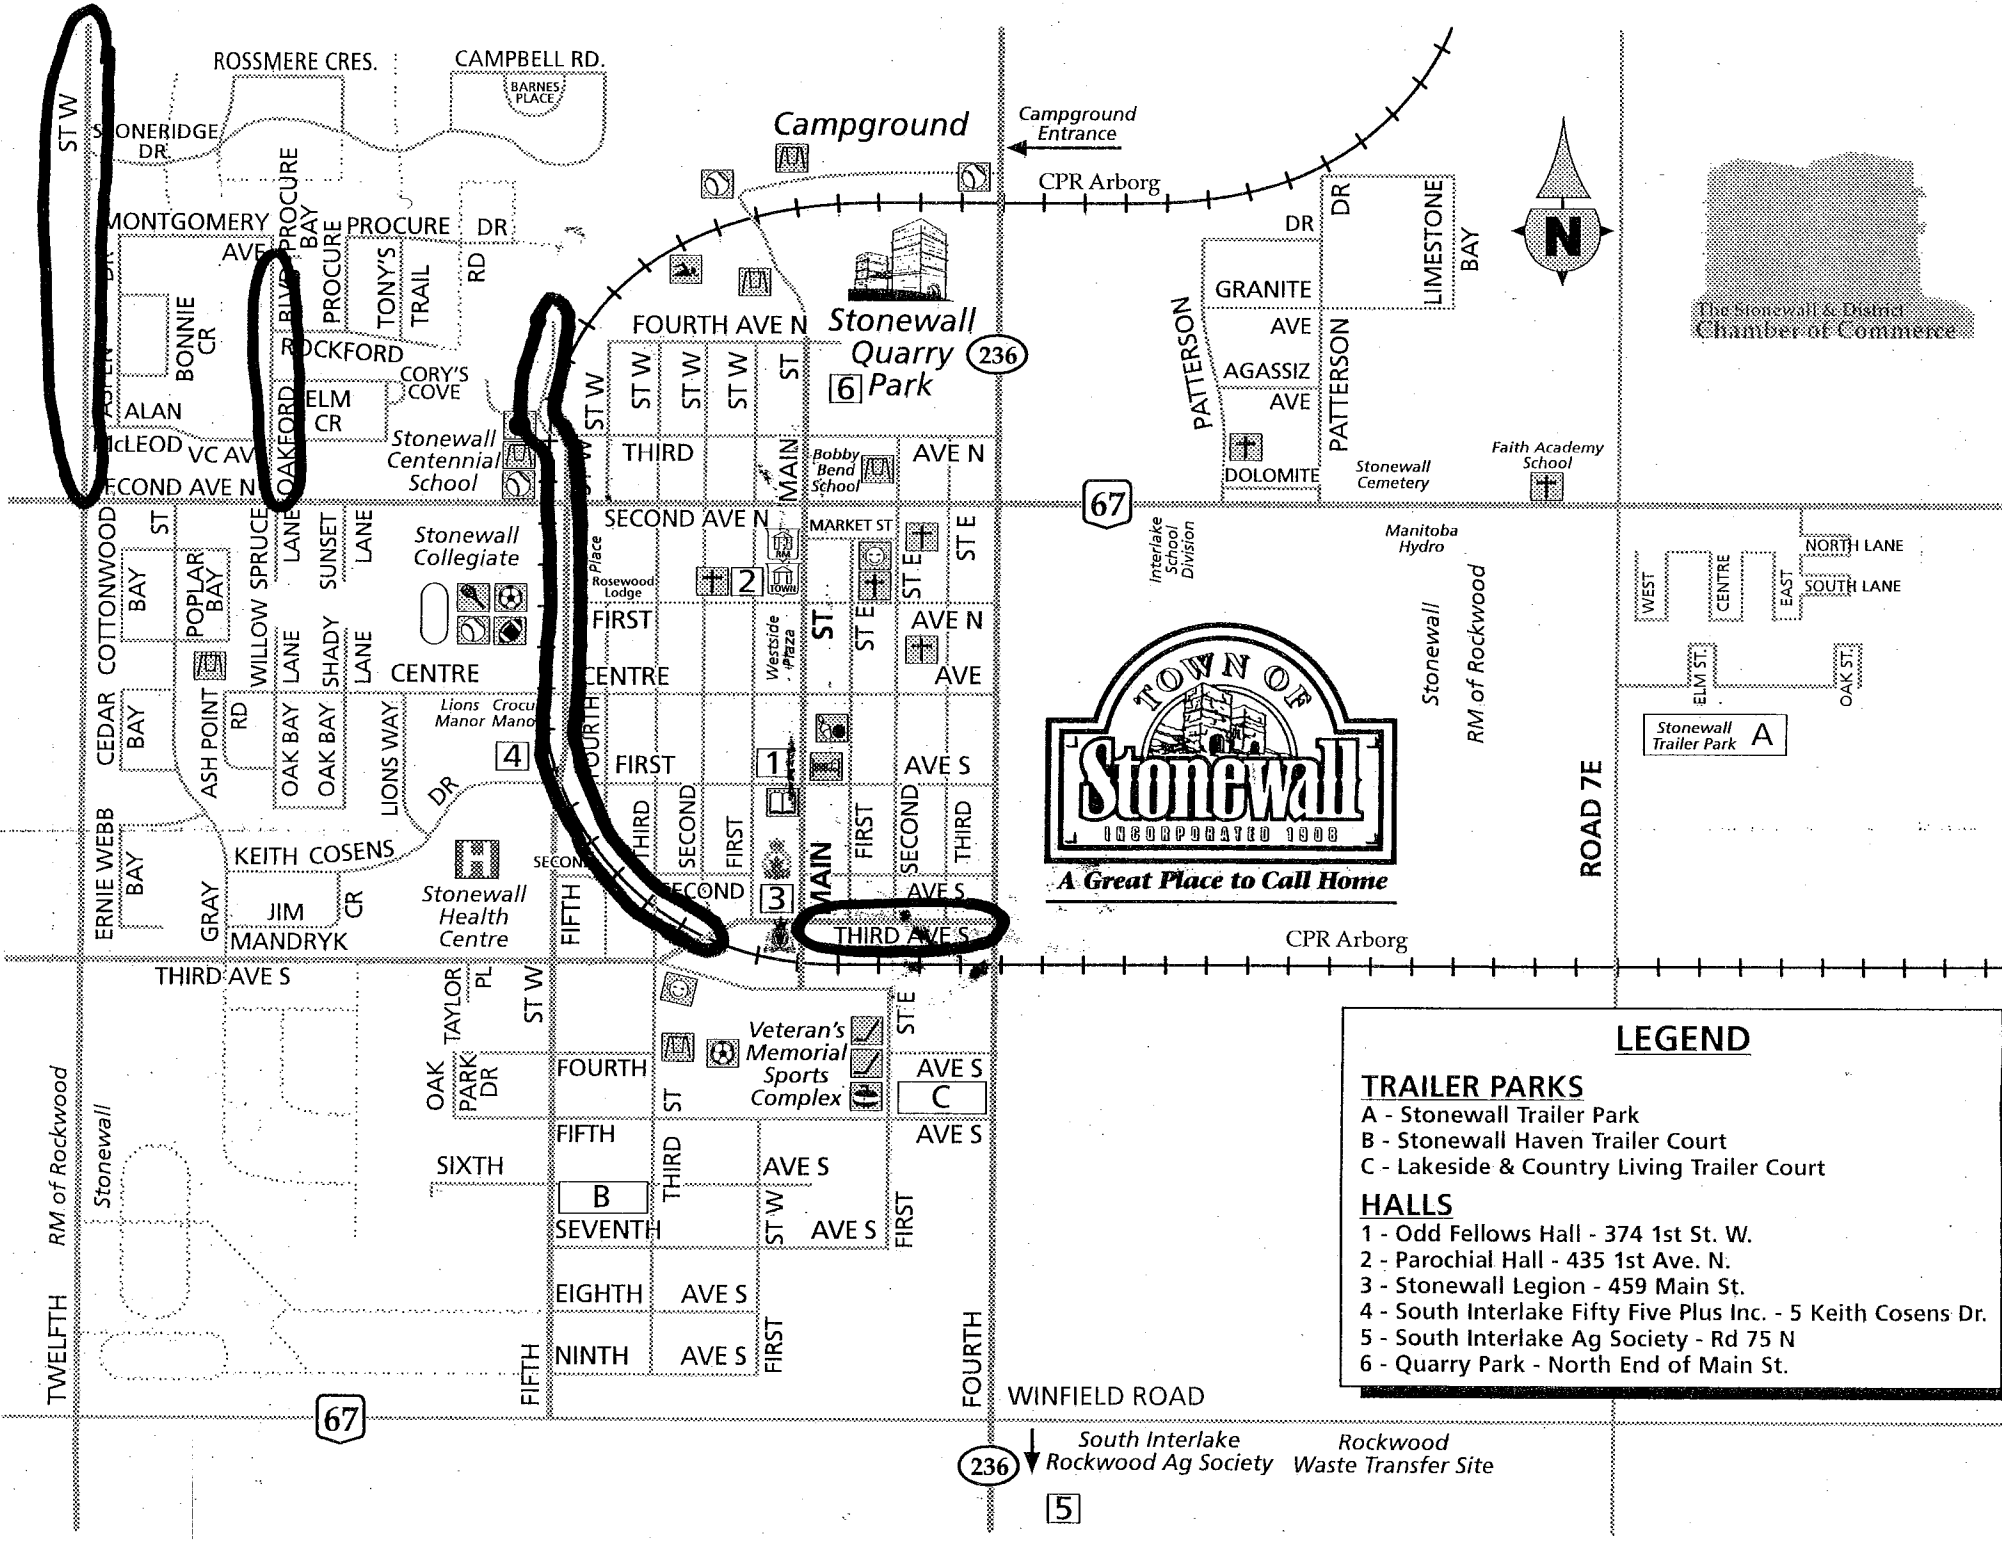 ROSSMERE CRES.
CAMPBELL RD.
BARNES
PLACE
ST W
STONERIDGE
DR.
Campground
Campground
Entrance
CPR Arborg
PROCURE
BAY
MONTGOMERY
AVE
PROCURE
PROCURE DR
RD
TONY'S
TRAIL
BLVD
DR
ASPEN
BONNIE
CR
ROCKFORD
CORY'S
COVE
ELM
CR
OAKFORD
ALAN
McLEOD
VC AV
SECOND AVE N
Stonewall
Centennial
School
FOURTH AVE N
Stonewall
Quarry
Park
6
236
ST W
ST W
ST W
ST W
ST
THIRD
AVE N
MAIN
Bobby
Bend
School
DR
DR
LIMESTONE
BAY
GRANITE
AVE
AGASSIZ
AVE
PATTERSON
PATTERSON
DOLOMITE
Stonewall
Cemetery
Faith Academy
School
N
The Stonewall & District
Chamber of Commerce
67
SECOND AVE N
MARKET ST
RM
TOWN
2
Place
Rosewood
Lodge
FIRST
AVE N
ST E
ST E
ST E
ST
Westside
Plaza
CENTRE
CENTRE
AVE
Interlake
School
Division
Manitoba
Hydro
Stonewall
RM of Rockwood
NORTH LANE
SOUTH LANE
WEST
CENTRE
EAST
ELM ST.
OAK ST.
Stonewall
Trailer Park A
ROAD 7E
COTTONWOOD
ST
BAY
POPLAR
BAY
WILLOW SPRUCE
LANE
LANE
SUNSET
SHADY
LANE
LANE
Stonewall
Collegiate
CEDAR
BAY
ASH POINT
RD
OAK BAY
OAK BAY
LIONS WAY
Lions
Manor
Crocu
Mano
4
DR
FOURTH
FIRST
1
AVE S
THIRD
SECOND
FIRST
MAIN
FIRST
SECOND
THIRD
ERNIE WEBB
BAY
KEITH COSENS
GRAY
JIM
CR
MANDRYK
H
Stonewall
Health
Centre
SECOND
FIFTH
SECOND
3
AVE S
THIRD AVE S
TOWN OF
Stonewall
INCORPORATED 1908
A Great Place to Call Home
CPR Arborg
THIRD AVE S
TAYLOR
PL
ST W
OAK
PARK
DR
FOURTH
ST
Veteran's
Memorial
Sports
Complex
ST E
AVE S
C
FIFTH
AVE S
SIXTH
AVE S
THIRD
B
SEVENTH
ST W
AVE S
FIRST
EIGHTH
AVE S
NINTH
AVE S
FIRST
RM of Rockwood
Stonewall
TWELFTH
FIFTH
FOURTH
67
WINFIELD ROAD
236
South Interlake
Rockwood Ag Society
Rockwood
Waste Transfer Site
5
LEGEND
TRAILER PARKS
A - Stonewall Trailer Park
B - Stonewall Haven Trailer Court
C - Lakeside & Country Living Trailer Court
HALLS
1 - Odd Fellows Hall - 374 1st St. W.
2 - Parochial Hall - 435 1st Ave. N.
3 - Stonewall Legion - 459 Main St.
4 - South Interlake Fifty Five Plus Inc. - 5 Keith Cosens Dr.
5 - South Interlake Ag Society - Rd 75 N
6 - Quarry Park - North End of Main St.